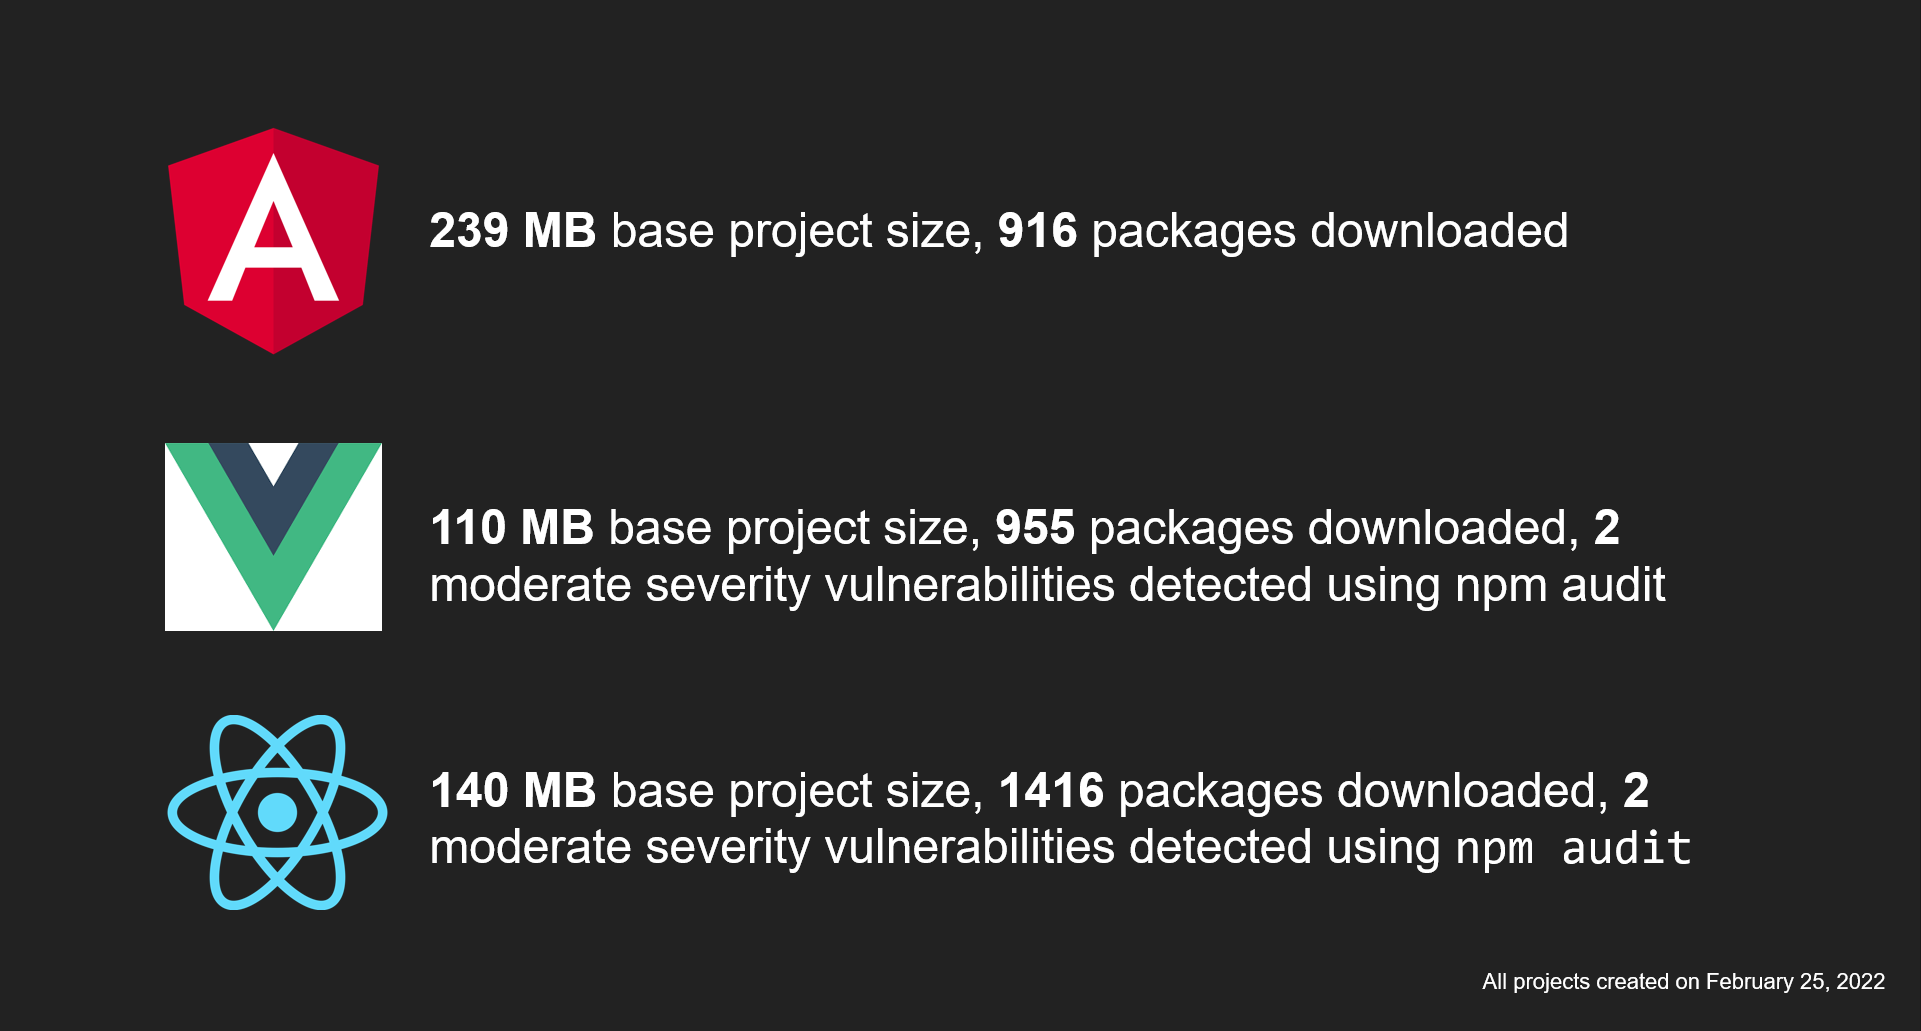 A
239 MB base project size, 916 packages downloaded
110 MB base project size, 955 packages downloaded, 2
moderate severity vulnerabilities detected using npm audit
140 MB base project size, 1416 packages downloaded, 2
moderate severity vulnerabilities detected using npm audit
All projects created on February 25, 2022